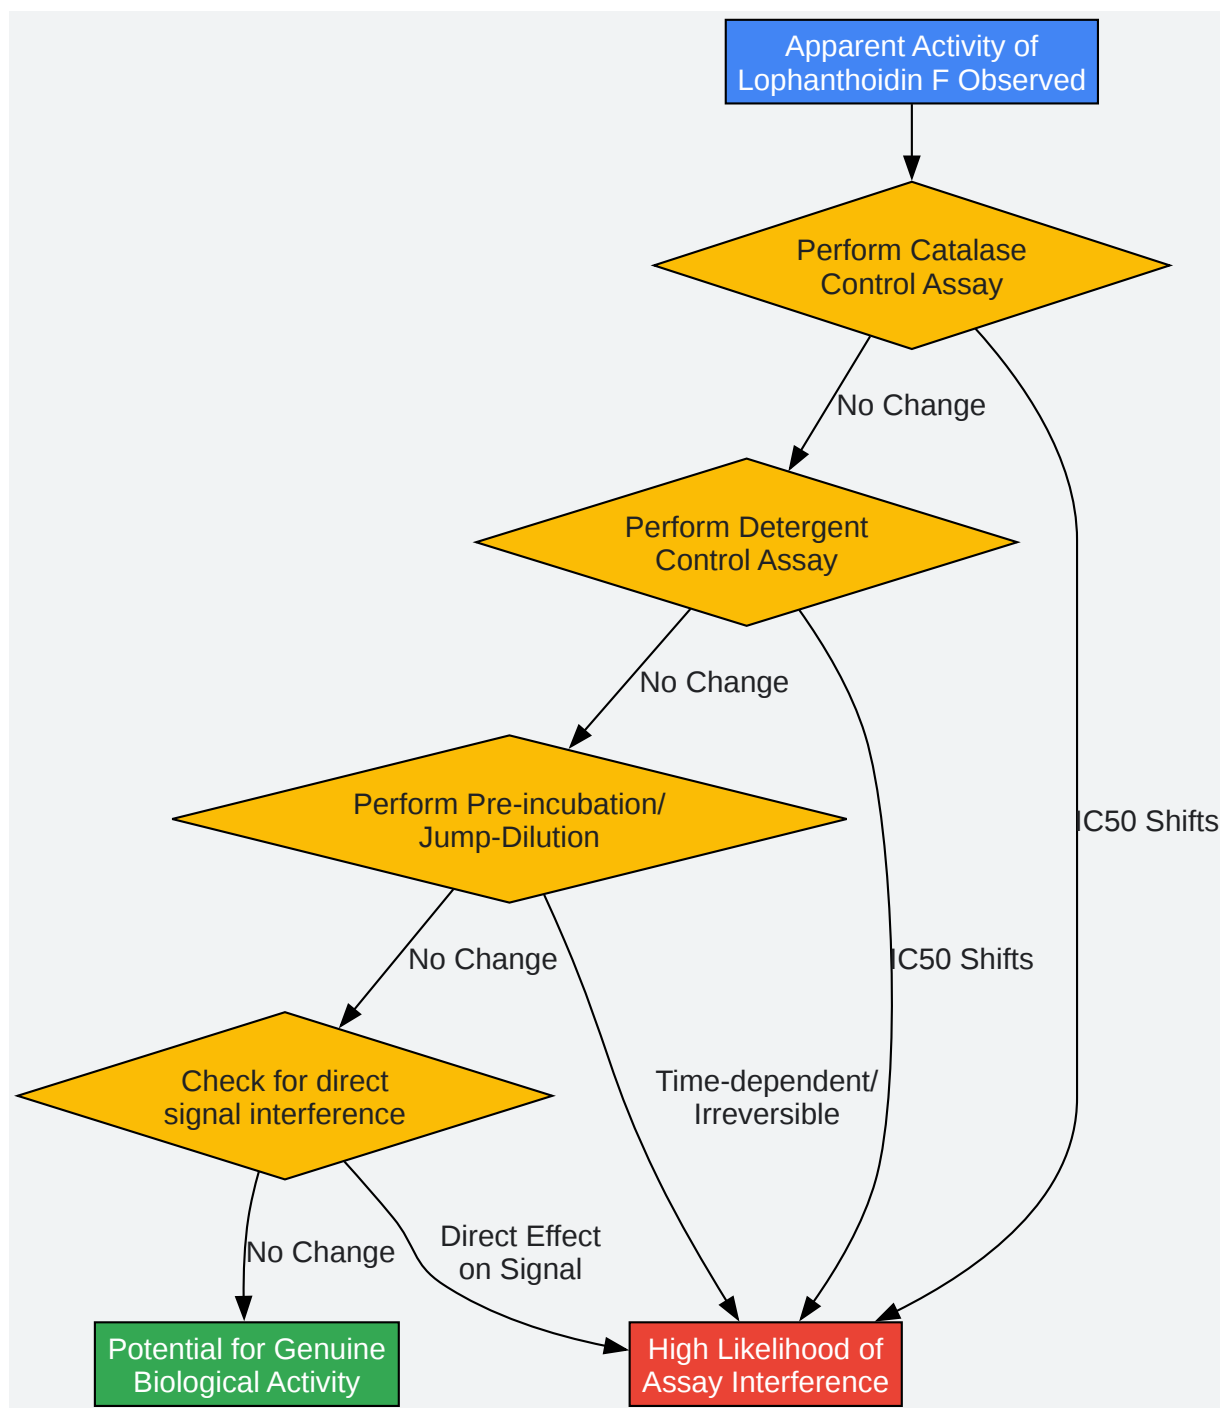 Apparent Activity of
Lophanthoidin F Observed
Perform Catalase
Control Assay
No Change
Perform Detergent
Control Assay
No Change
Perform Pre-incubation/
Jump-Dilution
IC50 Shifts
No Change
IC50 Shifts
Check for direct
signal interference
Time-dependent/
Irreversible
No Change
Direct Effect
on Signal
Potential for Genuine
Biological Activity
High Likelihood of
Assay Interference